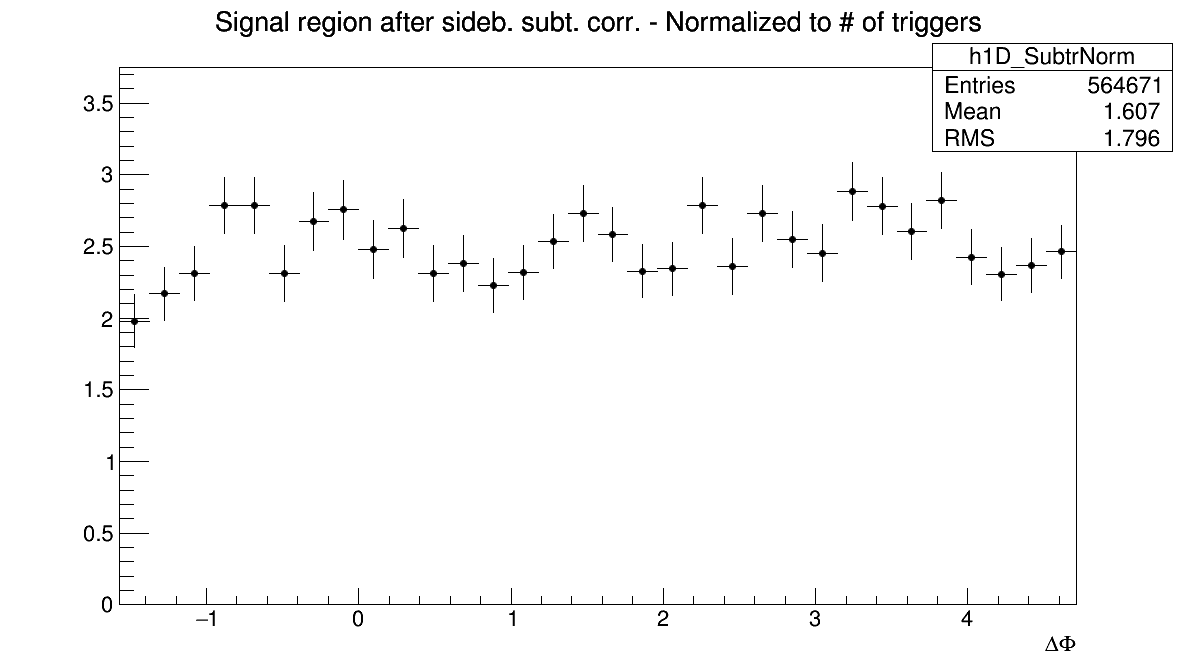 Signal region after sideb. subt. corr. - Normalized to # of triggers
h1D_SubtrNorm
Entries 564671
Mean 1.607
RMS 1.796
3.5
3
2.5
2
1.5
1
0.5
0
−1 0 1 2 3 4
ΔΦ